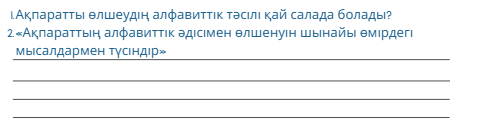 1.Ақпаратты өлшеудің алфавиттік тәсілі қай салада болады?
2.«Ақпараттың алфавиттік әдісімен өлшенуін шынайы өмірдегі
мысалдармен түсіндір»